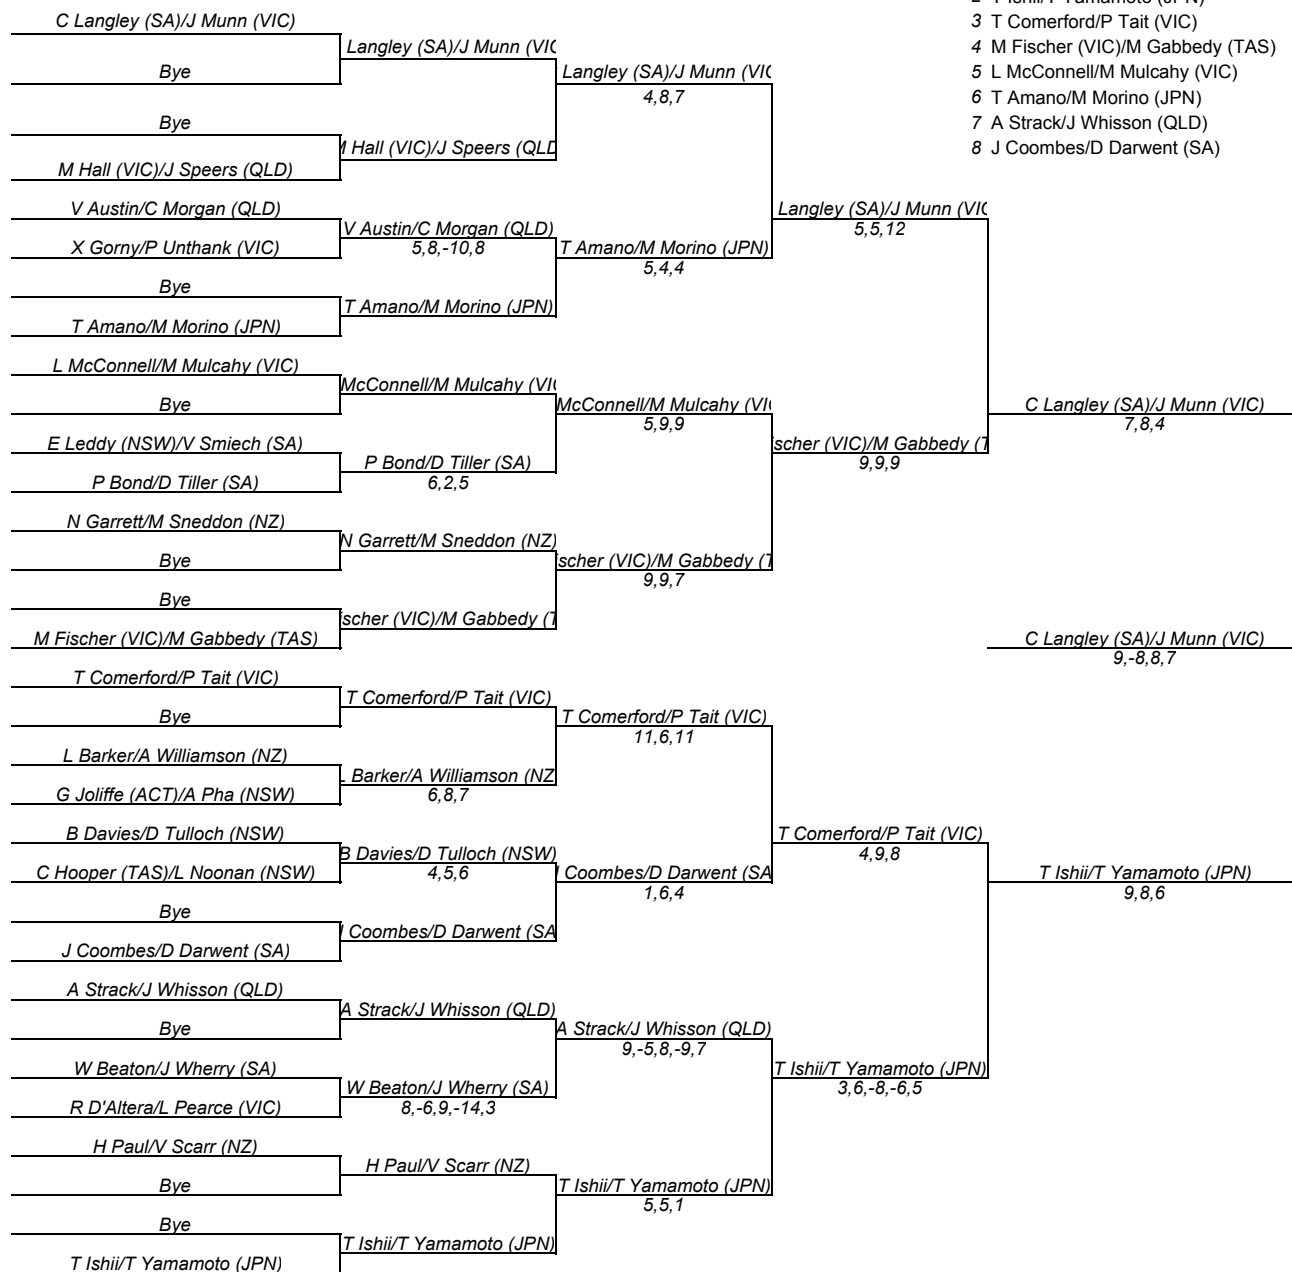 C Langley (SA)/J Munn (VIC)
Bye
Bye
M Hall (VIC)/J Speers (QLD)
V Austin/C Morgan (QLD)
X Gorny/P Unthank (VIC)
Bye
T Amano/M Morino (JPN)
L McConnell/M Mulcahy (VIC)
Bye
E Leddy (NSW)/V Smiech (SA)
P Bond/D Tiller (SA)
N Garrett/M Sneddon (NZ)
Bye
Bye
M Fischer (VIC)/M Gabbedy (TAS)
T Comerford/P Tait (VIC)
Bye
L Barker/A Williamson (NZ)
G Joliffe (ACT)/A Pha (NSW)
B Davies/D Tulloch (NSW)
C Hooper (TAS)/L Noonan (NSW)
Bye
J Coombes/D Darwent (SA)
A Strack/J Whisson (QLD)
Bye
W Beaton/J Wherry (SA)
R D'Altera/L Pearce (VIC)
H Paul/V Scarr (NZ)
Bye
Bye
T Ishii/T Yamamoto (JPN)
Langley (SA)/J Munn (VIC
Hall (VIC)/J Speers (QLD
V Austin/C Morgan (QLD)
5,8,-10,8
T Amano/M Morino (JPN)
McConnell/M Mulcahy (VIC
P Bond/D Tiller (SA)
6,2,5
N Garrett/M Sneddon (NZ)
scher (VIC)/M Gabbedy (T
T Comerford/P Tait (VIC)
L Barker/A Williamson (NZ
6,8,7
B Davies/D Tulloch (NSW)
4,5,6
Coombes/D Darwent (SA
A Strack/J Whisson (QLD)
W Beaton/J Wherry (SA)
8,-6,9,-14,3
H Paul/V Scarr (NZ)
T Ishii/T Yamamoto (JPN)
Langley (SA)/J Munn (VIC
4,8,7
T Amano/M Morino (JPN)
5,4,4
McConnell/M Mulcahy (VIC
5,9,9
scher (VIC)/M Gabbedy (T
9,9,7
T Comerford/P Tait (VIC)
11,6,11
Coombes/D Darwent (SA
1,6,4
A Strack/J Whisson (QLD)
9,-5,8,-9,7
T Ishii/T Yamamoto (JPN)
5,5,1
Langley (SA)/J Munn (VIC
5,5,12
scher (VIC)/M Gabbedy (T
9,9,9
T Comerford/P Tait (VIC)
4,9,8
T Ishii/T Yamamoto (JPN)
3,6,-8,-6,5
2 T Ishii/T Yamamoto (JPN)
3 T Comerford/P Tait (VIC)
4 M Fischer (VIC)/M Gabbedy (TAS)
5 L McConnell/M Mulcahy (VIC)
6 T Amano/M Morino (JPN)
7 A Strack/J Whisson (QLD)
8 J Coombes/D Darwent (SA)
C Langley (SA)/J Munn (VIC)
7,8,4
C Langley (SA)/J Munn (VIC)
9,-8,8,7
T Ishii/T Yamamoto (JPN)
9,8,6